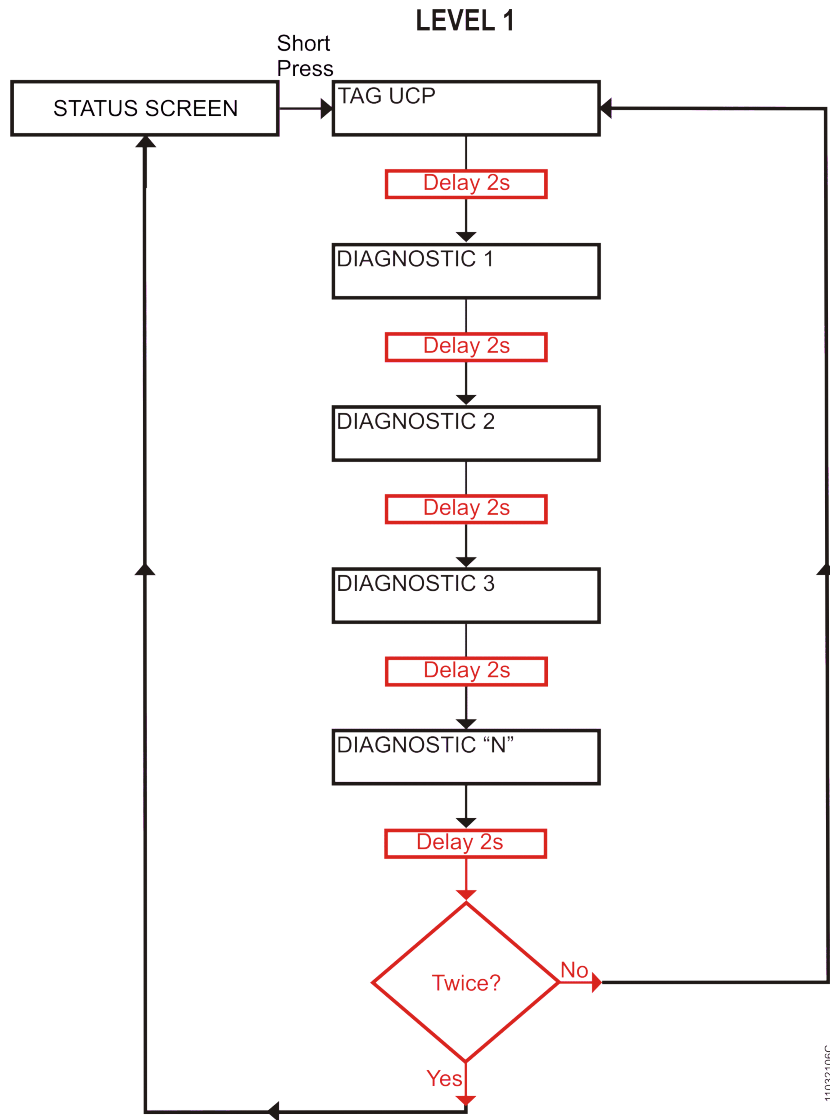 LEVEL 1
Short
Press
STATUS SCREEN
TAG UCP
Delay 2s
DIAGNOSTIC 1
Delay 2s
DIAGNOSTIC 2
Delay 2s
DIAGNOSTIC 3
Delay 2s
DIAGNOSTIC “N”
Delay 2s
Twice?
No
Yes
11032106C